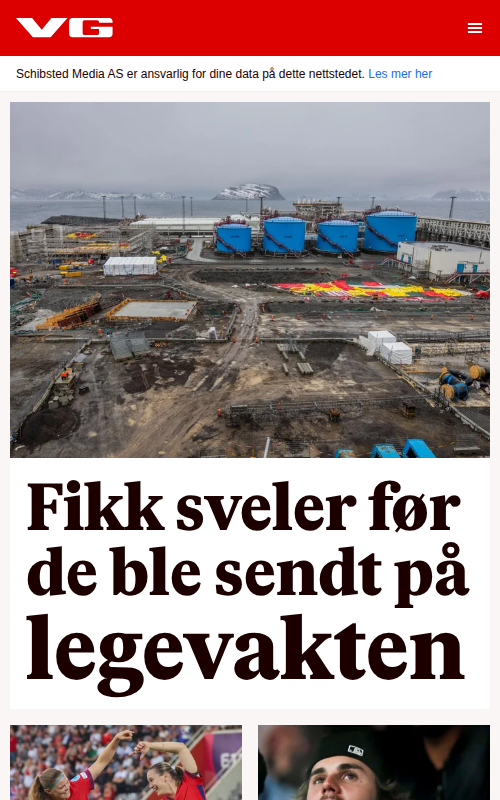 VG
Schibsted Media AS er ansvarlig for dine data på dette nettstedet. Les mer her
Fikk sveler før
de ble sendt på
legevakten